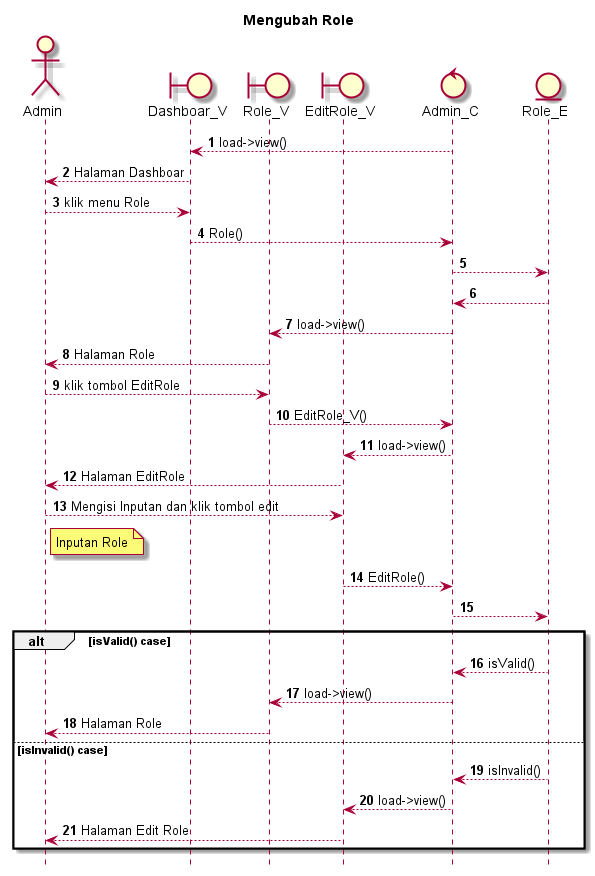 Mengubah Role
Admin
Dashboar_V
Role_V
EditRole_V
Admin_C
Role_E
1 load->view()
2 Halaman Dashboar
3 klik menu Role
4 Role()
5
6
7 load->view()
8 Halaman Role
9 klik tombol EditRole
10 EditRole_V()
11 load->view()
12 Halaman EditRole
13 Mengisi Inputan dan klik tombol edit
Inputan Role
14 EditRole()
15
alt [isValid() case]
16 isValid()
17 load->view()
18 Halaman Role
[isInvalid() case]
19 isInvalid()
20 load->view()
21 Halaman Edit Role